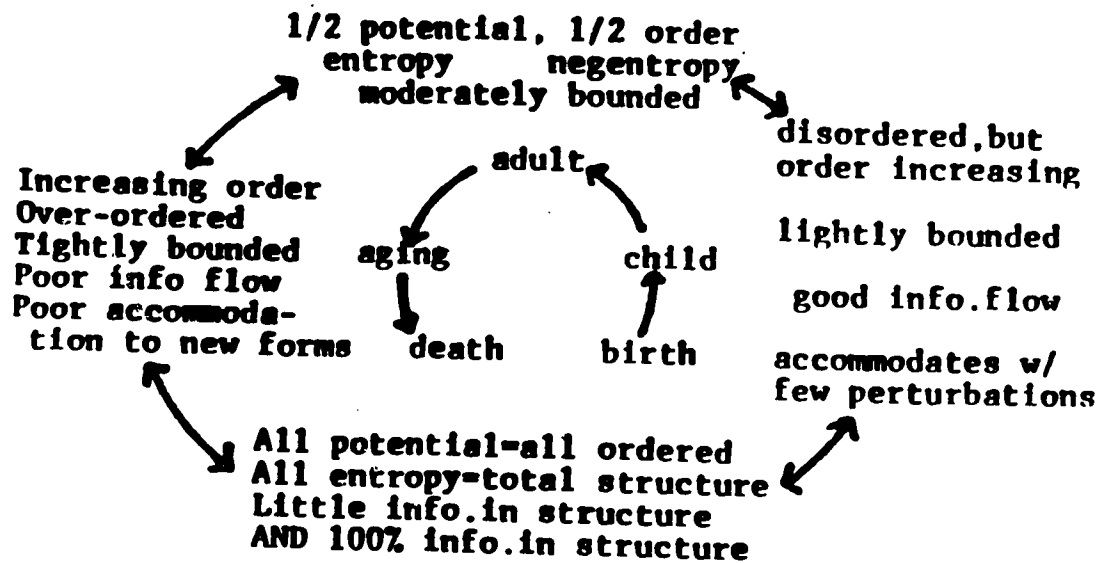 1/2 potential, 1/2 order
entropy negentropy
moderately bounded
disordered,but
order increasing
lightly bounded
good info.flow
accommodates w/
few perturbations
Increasing order
Over-ordered
Tightly bounded
Poor info flow
Poor accommoda-
tion to new forms
adult
aging
child
death
birth
All potential=all ordered
All entropy=total structure
Little info.in structure
AND 100% info.in structure